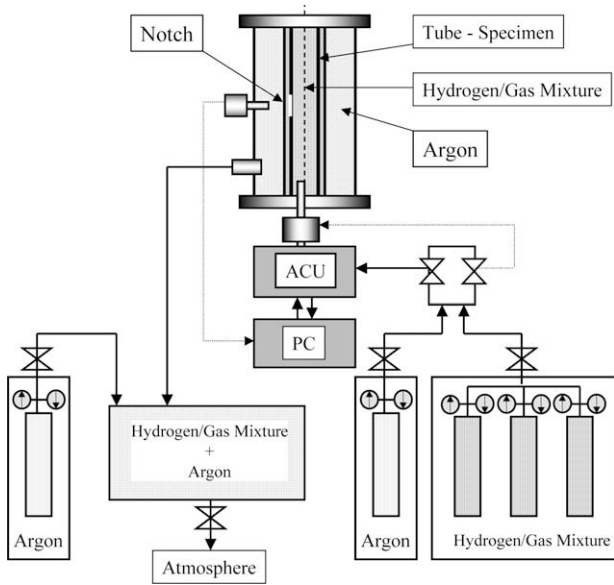 Notch
Tube - Specimen
Hydrogen/Gas Mixture
Argon
ACU
PC
Hydrogen/Gas Mixture
+
Argon
Argon
Argon
Hydrogen/Gas Mixture
Atmosphere